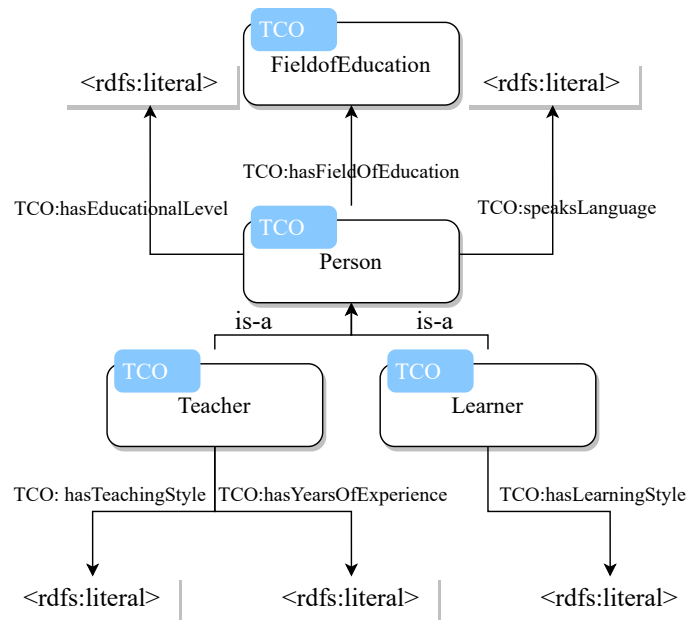 TCO
FieldofEducation
<rdfs:literal>
<rdfs:literal>
TCO:hasFieldOfEducation
TCO:hasEducationalLevel
TCO:speaksLanguage
TCO
Person
is-a
is-a
TCO
Teacher
TCO
Learner
TCO: hasTeachingStyle
TCO:hasYearsOfExperience
TCO:hasLearningStyle
<rdfs:literal>
<rdfs:literal>
<rdfs:literal>